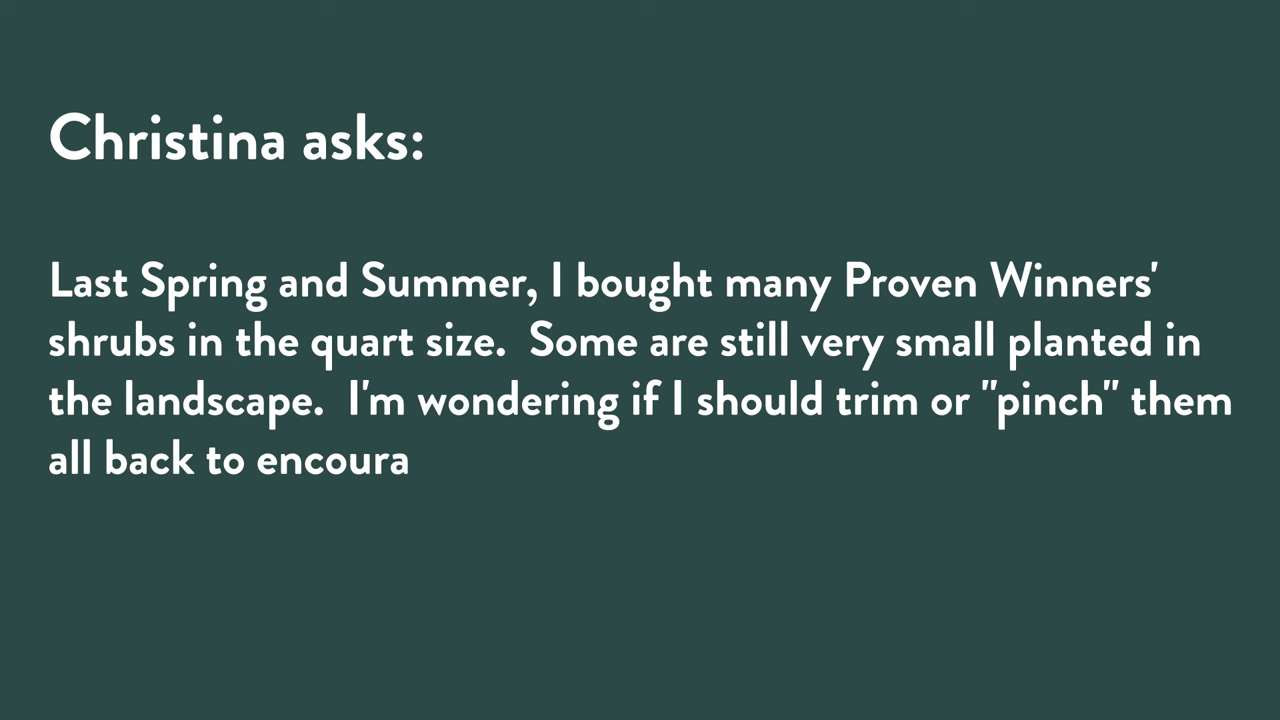 Christina asks:
Last Spring and Summer, I bought many Proven Winners'
shrubs in the quart size.  Some are still very small planted in
the landscape.  I'm wondering if I should trim or "pinch" them
all back to encoura